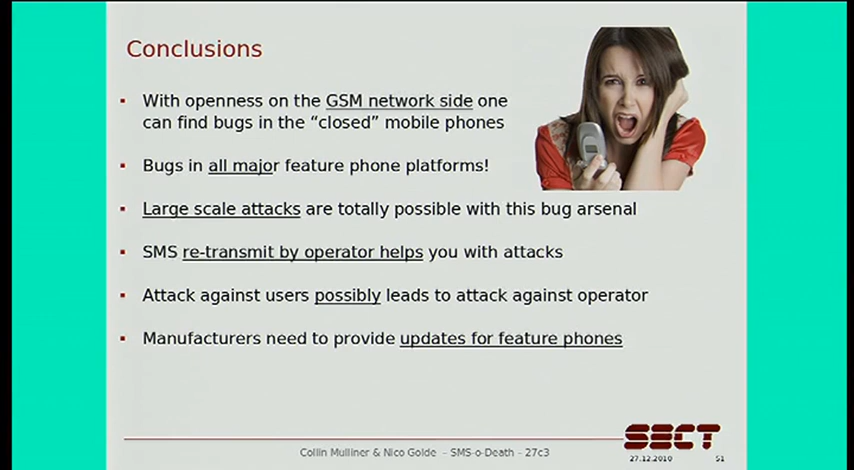 Conclusions
With openness on the GSM network side one
can find bugs in the “closed” mobile phones
Bugs in all major feature phone platforms!
Large scale attacks are totally possible with this bug arsenal
SMS re-transmit by operator helps you with attacks
Attack against users possibly leads to attack against operator
Manufacturers need to provide updates for feature phones
Collin Mulliner & Nico Golde – SMS-o-Death – 27c3
SECT
27.12.2010
51